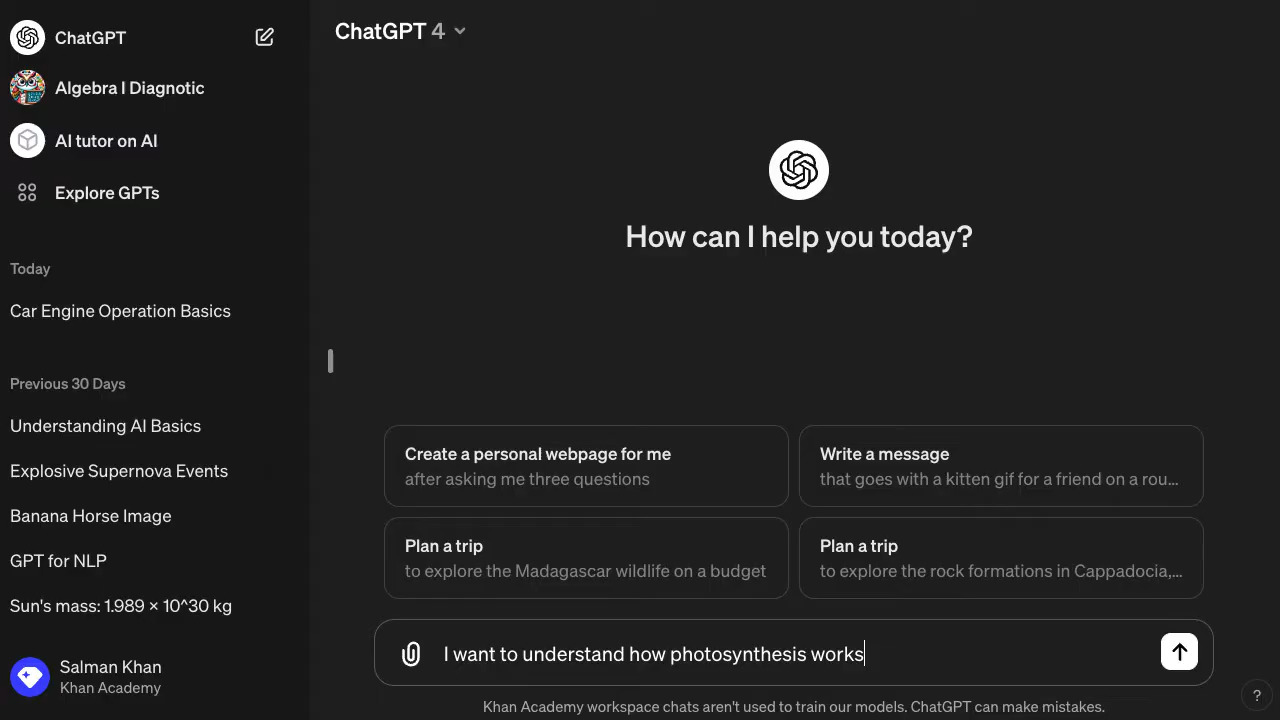 ChatGPT
Algebra I Diagnotic
AI tutor on AI
Explore GPTs
Today
Car Engine Operation Basics
Previous 30 Days
Understanding AI Basics
Explosive Supernova Events
Banana Horse Image
GPT for NLP
Sun's mass: 1.989 × 10^30 kg
Salman Khan
Khan Academy
ChatGPT 4
How can I help you today?
Create a personal webpage for me
after asking me three questions
Write a message
that goes with a kitten gif for a friend on a rou...
Plan a trip
to explore the Madagascar wildlife on a budget
Plan a trip
to explore the rock formations in Cappadocia,...
I want to understand how photosynthesis works
Khan Academy workspace chats aren't used to train our models. ChatGPT can make mistakes.
?